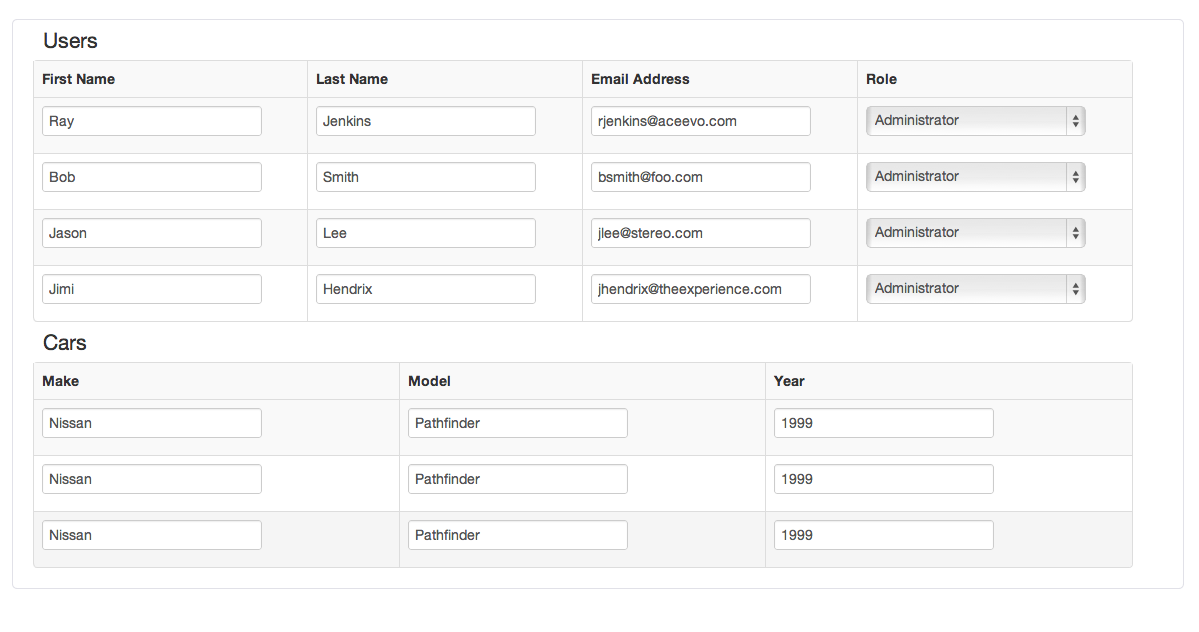 Users
First Name Last Name Email Address Role
Ray Jenkins rjenkins@aceevo.com Administrator
Bob Smith bsmith@foo.com Administrator
Jason Lee jlee@stereo.com Administrator
Jimi Hendrix jhendrix@theexperience.com Administrator
Cars
Make Model Year
Nissan Pathfinder 1999
Nissan Pathfinder 1999
Nissan Pathfinder 1999